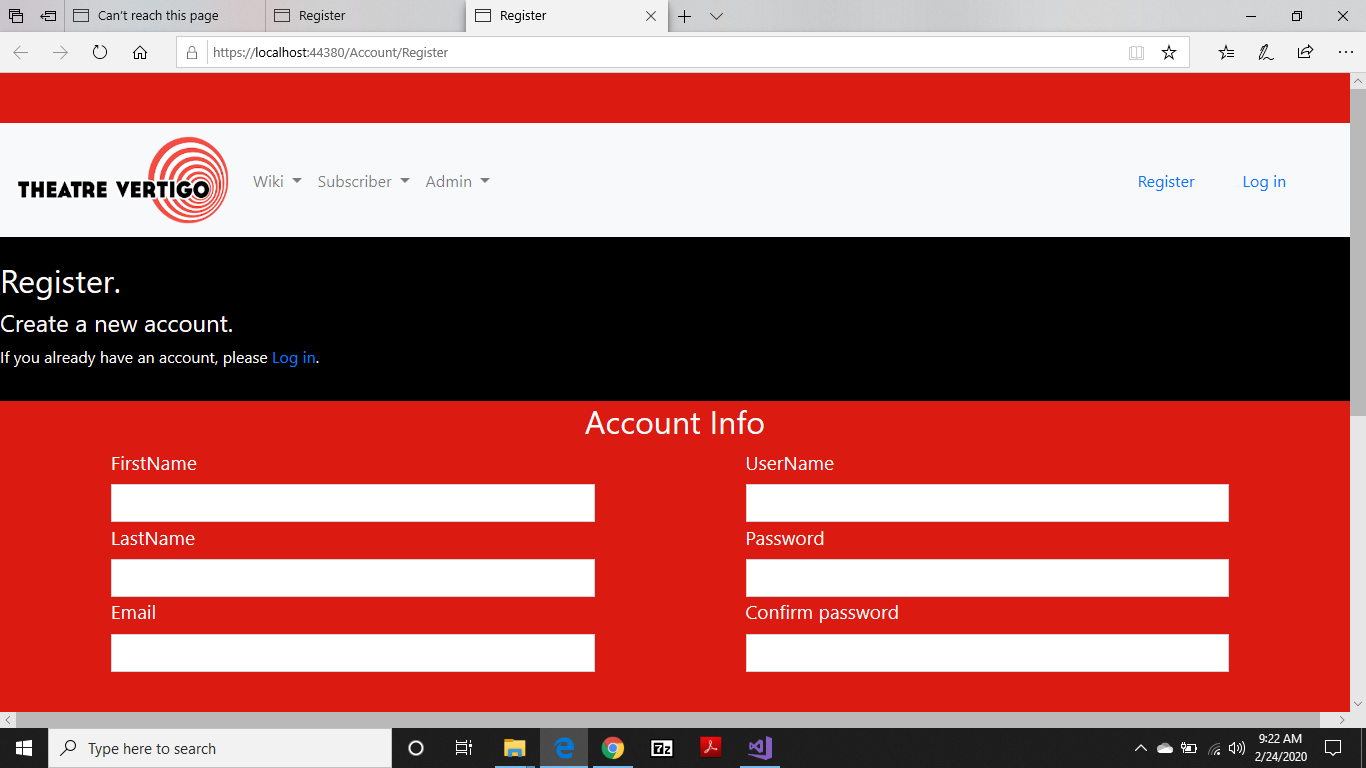 Can't reach this page
Register
Register
https://localhost:44380/Account/Register
THEATRE VERTIGO
Wiki
Subscriber
Admin
Register
Log in
Register.
Create a new account.
If you already have an account, please Log in.
Account Info
FirstName
UserName
LastName
Password
Email
Confirm password
Type here to search
7z
9:22 AM
2/24/2020